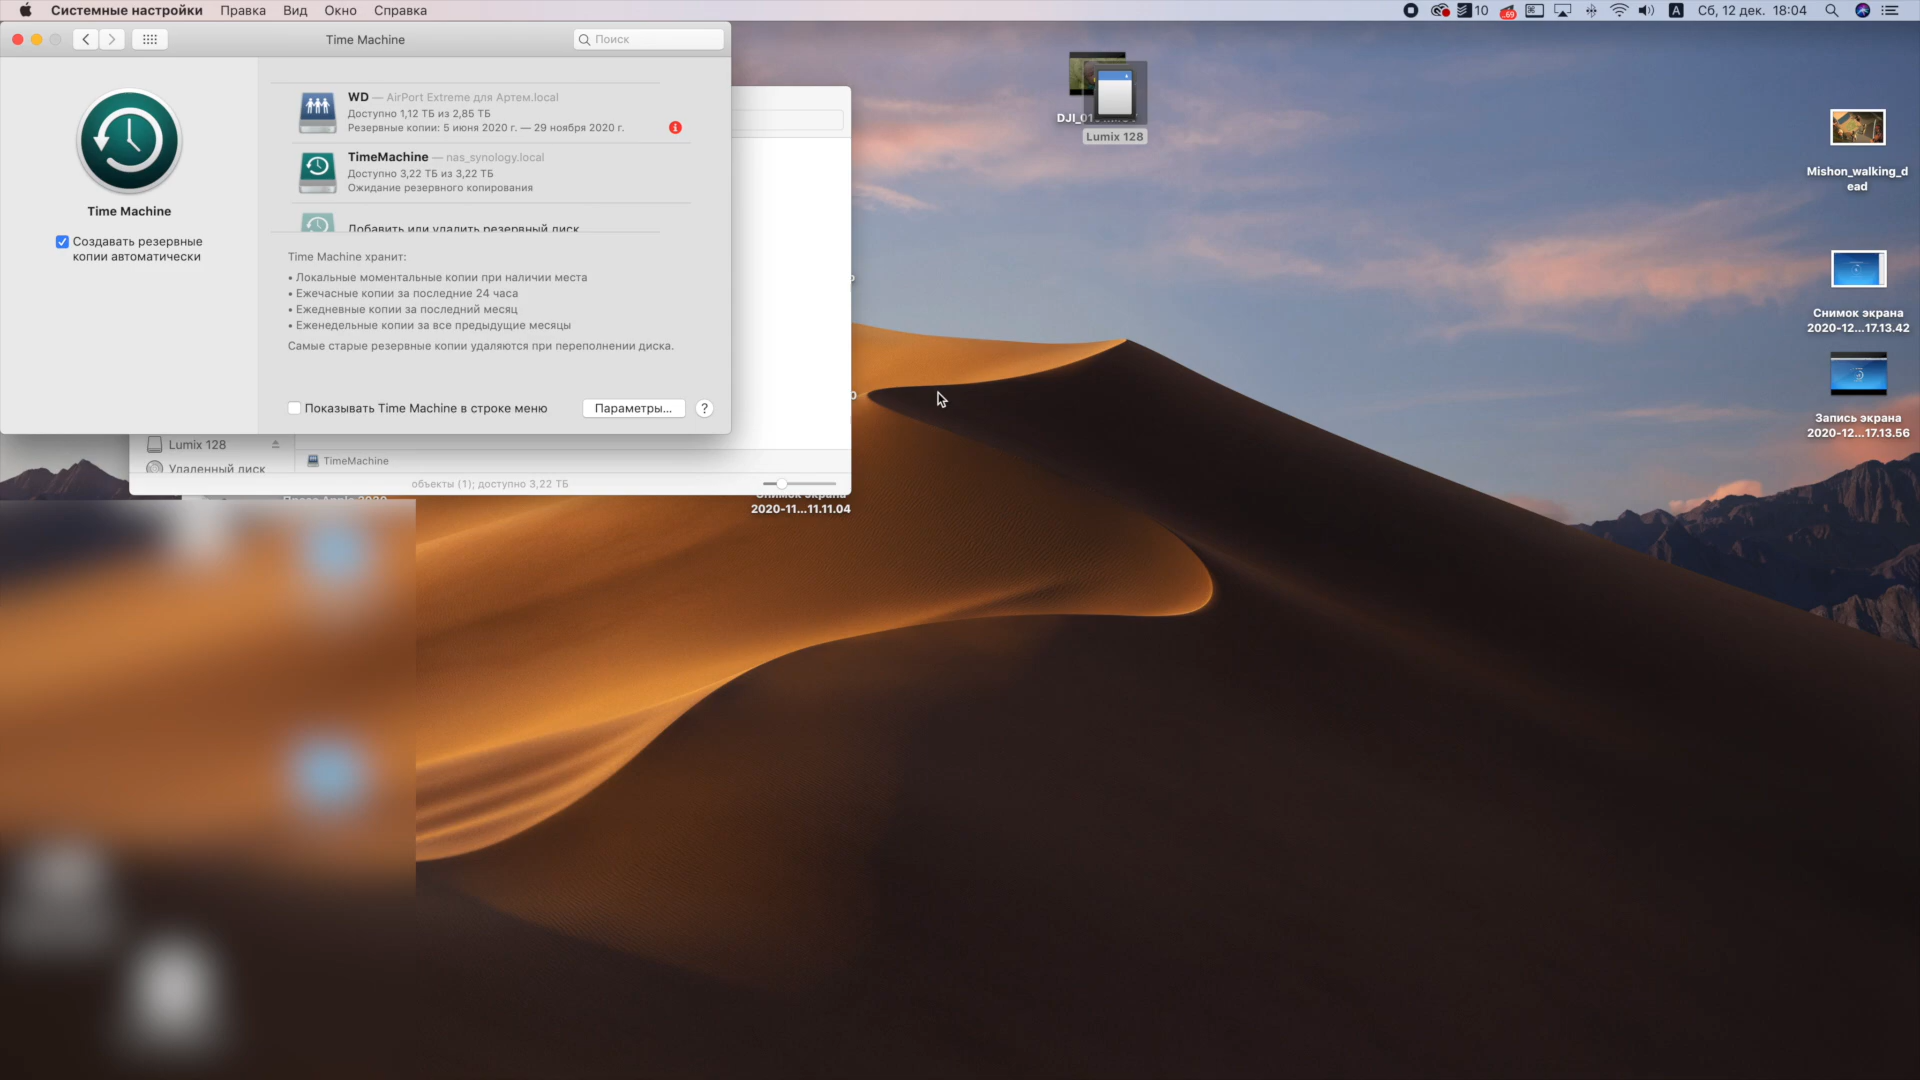 Системные настройки Правка Вид Окно Справка
10
.69
A
Сб, 12 дек. 18:04
Time Machine
Поиск
Time Machine
Создавать резервные
копии автоматически
WD — AirPort Extreme для Артем.local
Доступно 1,12 ТБ из 2,85 ТБ
Резервные копии: 5 июня 2020 г. — 29 ноября 2020 г.
TimeMachine — nas_synology.local
Доступно 3,22 ТБ из 3,22 ТБ
Ожидание резервного копирования
Добавить или удалить резервный диск
Time Machine хранит:
• Локальные моментальные копии при наличии места
• Ежечасные копии за последние 24 часа
• Ежедневные копии за последний месяц
• Еженедельные копии за все предыдущие месяцы
Самые старые резервные копии удаляются при переполнении диска.
Показывать Time Machine в строке меню
Параметры...
?
Lumix 128
Удаленный диск
TimeMachine
объекты (1); доступно 3,22 ТБ
Снимок экрана
2020-11...11.11.04
Lumix 128
Mishon_walking_d
ead
Снимок экрана
2020-12...17.13.42
Запись экрана
2020-12...17.13.56